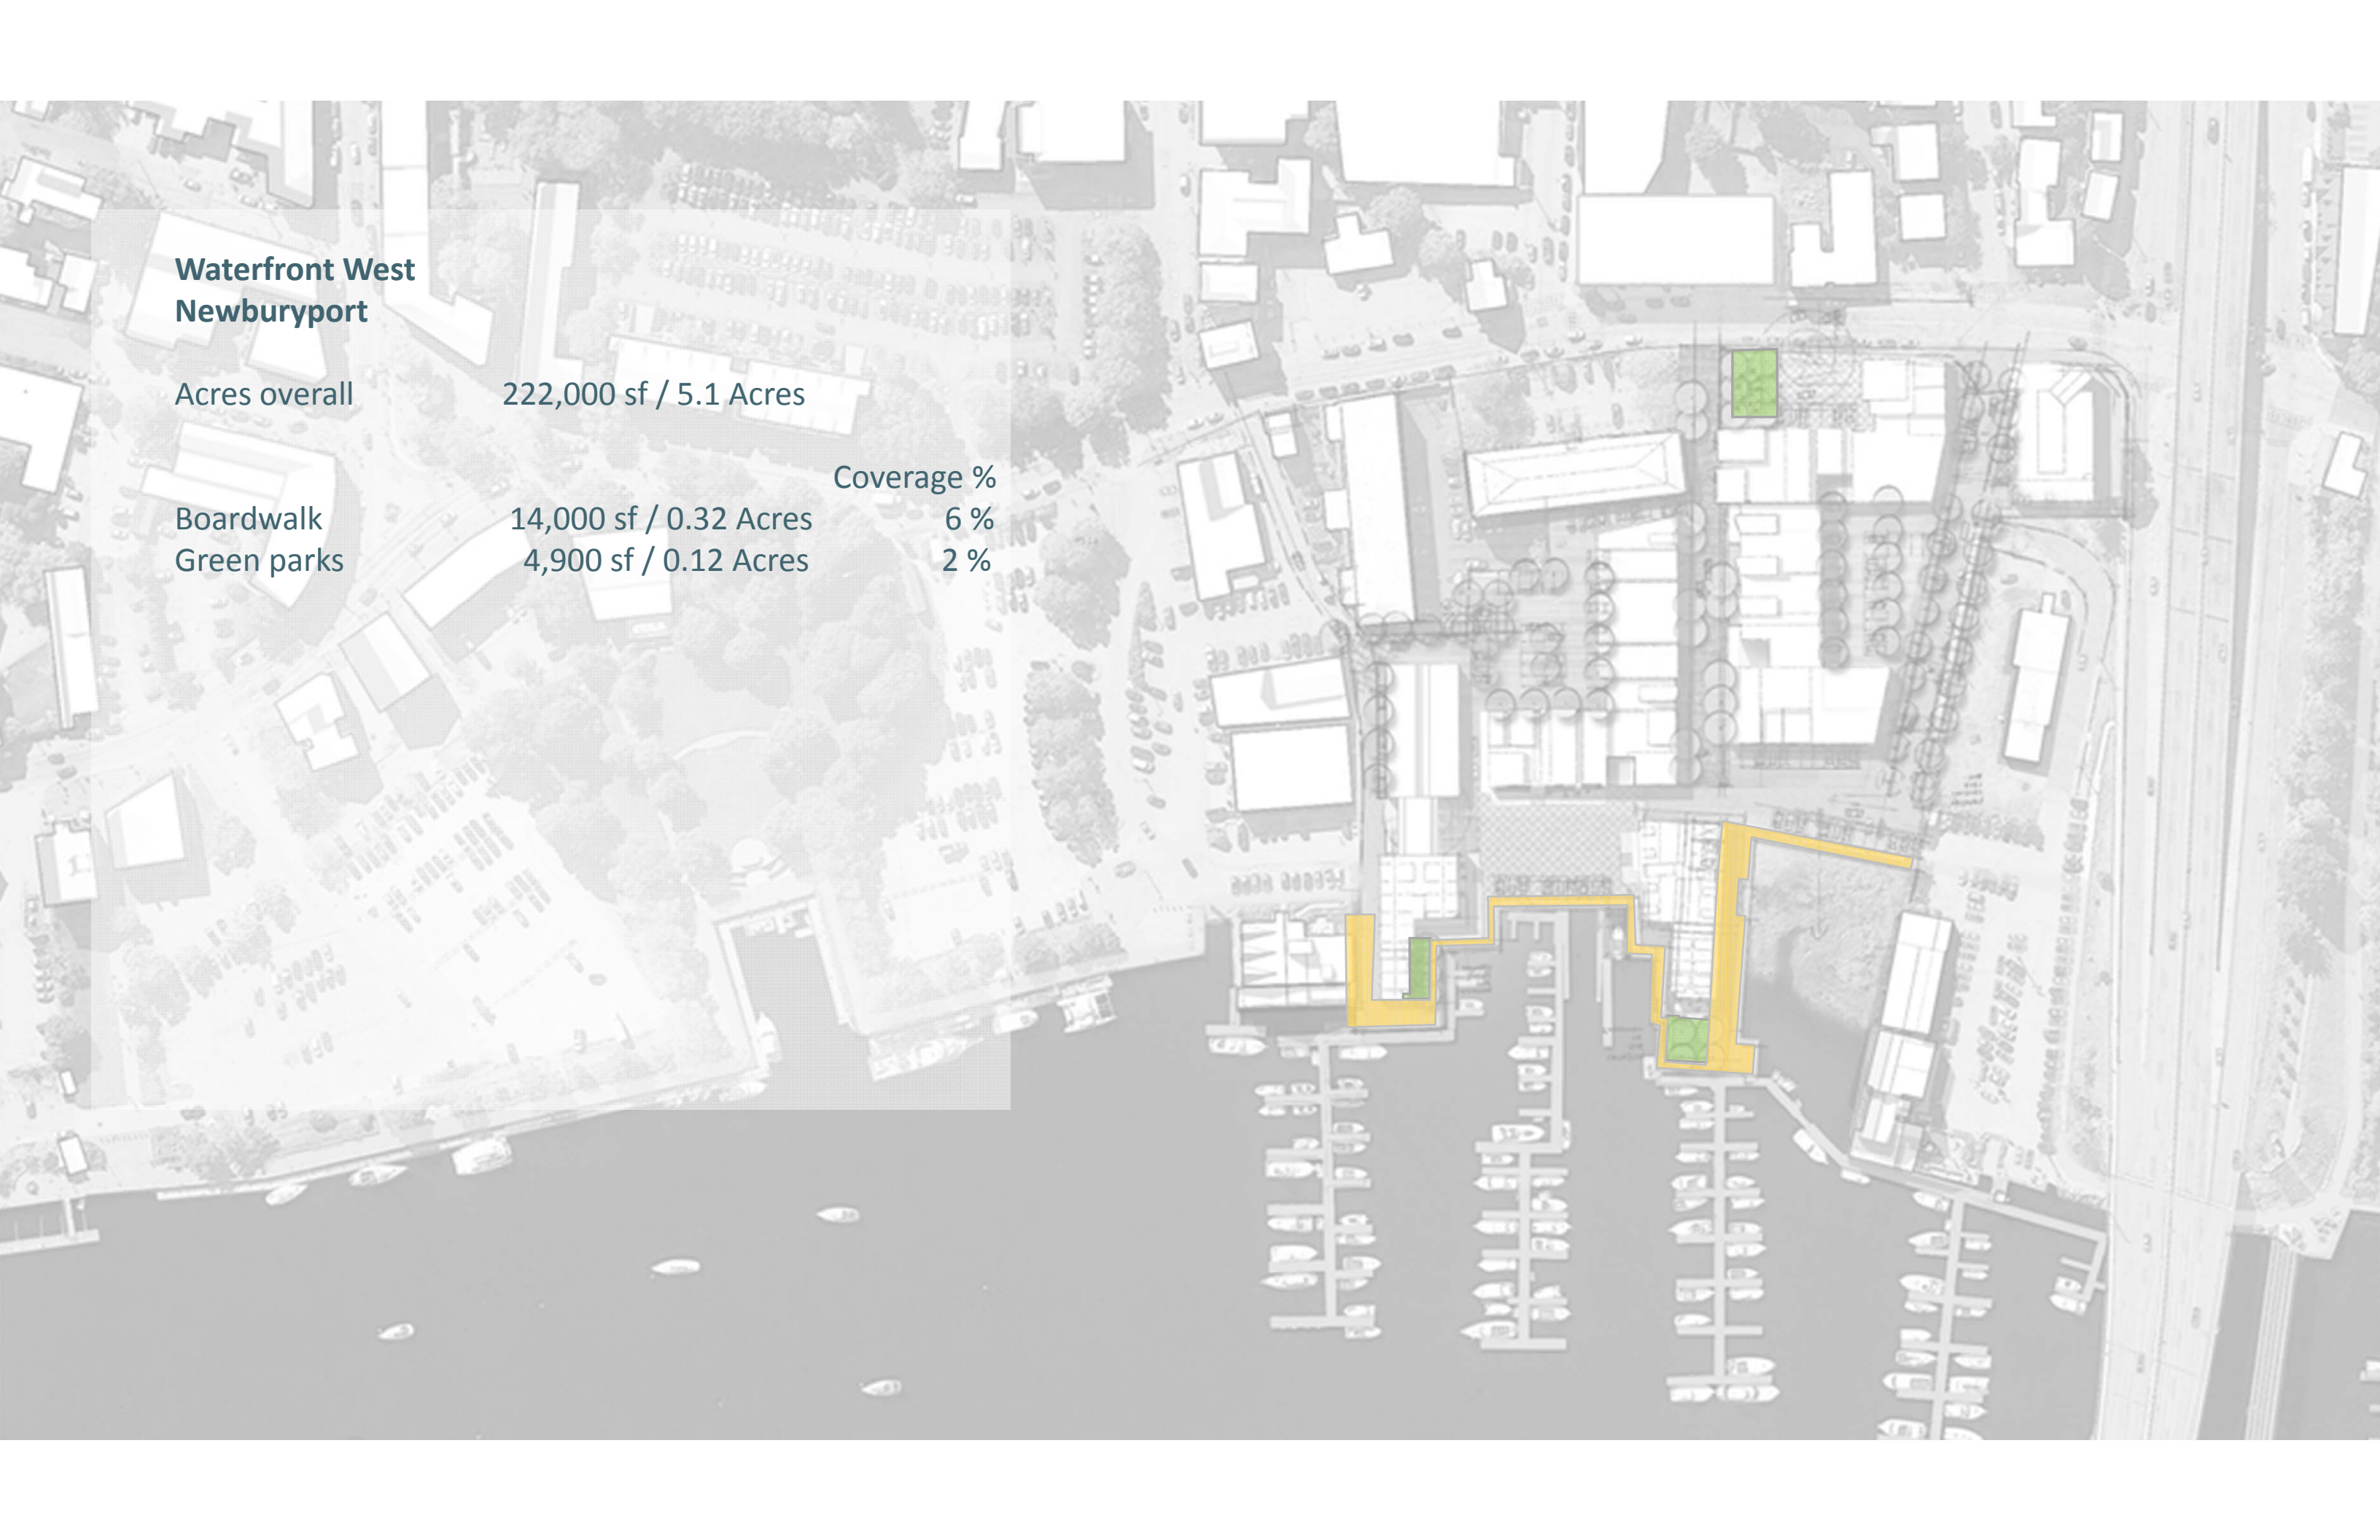 Waterfront West
Newburyport
Acres overall 222,000 sf / 5.1 Acres
Coverage %
Boardwalk 14,000 sf / 0.32 Acres 6 %
Green parks 4,900 sf / 0.12 Acres 2 %